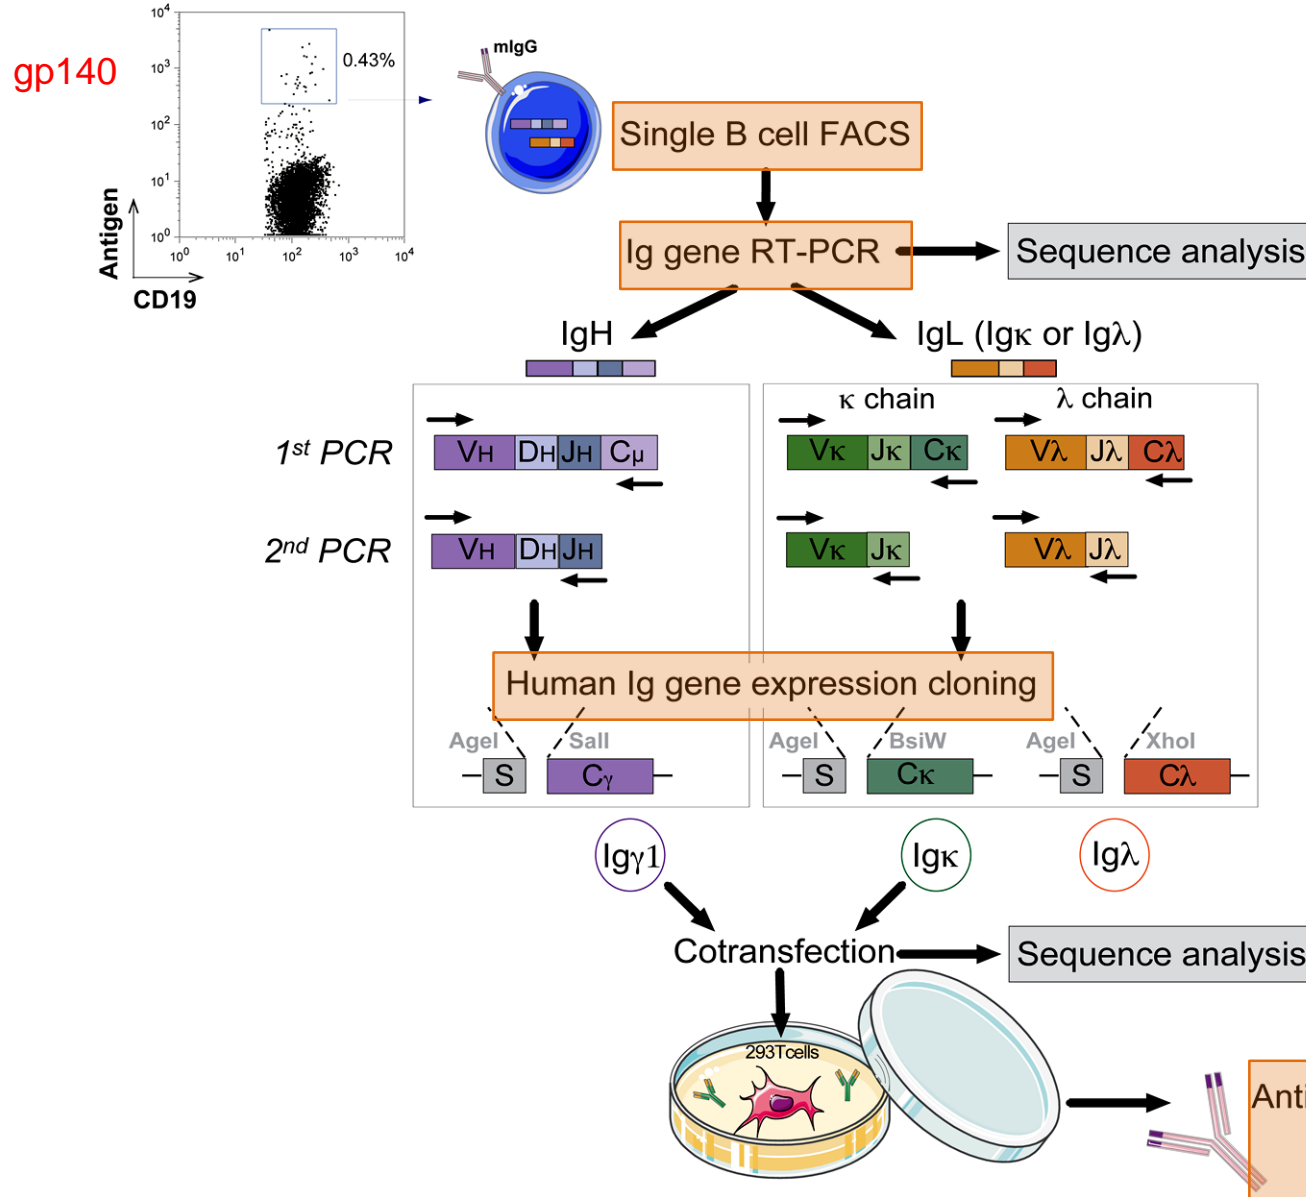 gp140
10⁴
10³
10²
10¹
10⁰
0.43%
10⁰ 10¹ 10² 10³ 10⁴
Antigen
CD19
mIgG
Single B cell FACS
Ig gene RT-PCR
Sequence analysis
IgH
IgL (Igκ or Igλ)
κ chain
λ chain
1st PCR
VH DH JH Cμ
Vκ Jκ Cκ
Vλ Jλ Cλ
2nd PCR
VH DH JH
Vκ Jκ
Vλ Jλ
Human Ig gene expression cloning
AgeI SalI
AgeI BsiW
AgeI XhoI
S Cγ
S Cκ
S Cλ
Igγ1
Igκ
Igλ
Cotransfection
Sequence analysis
293Tcells
Anti